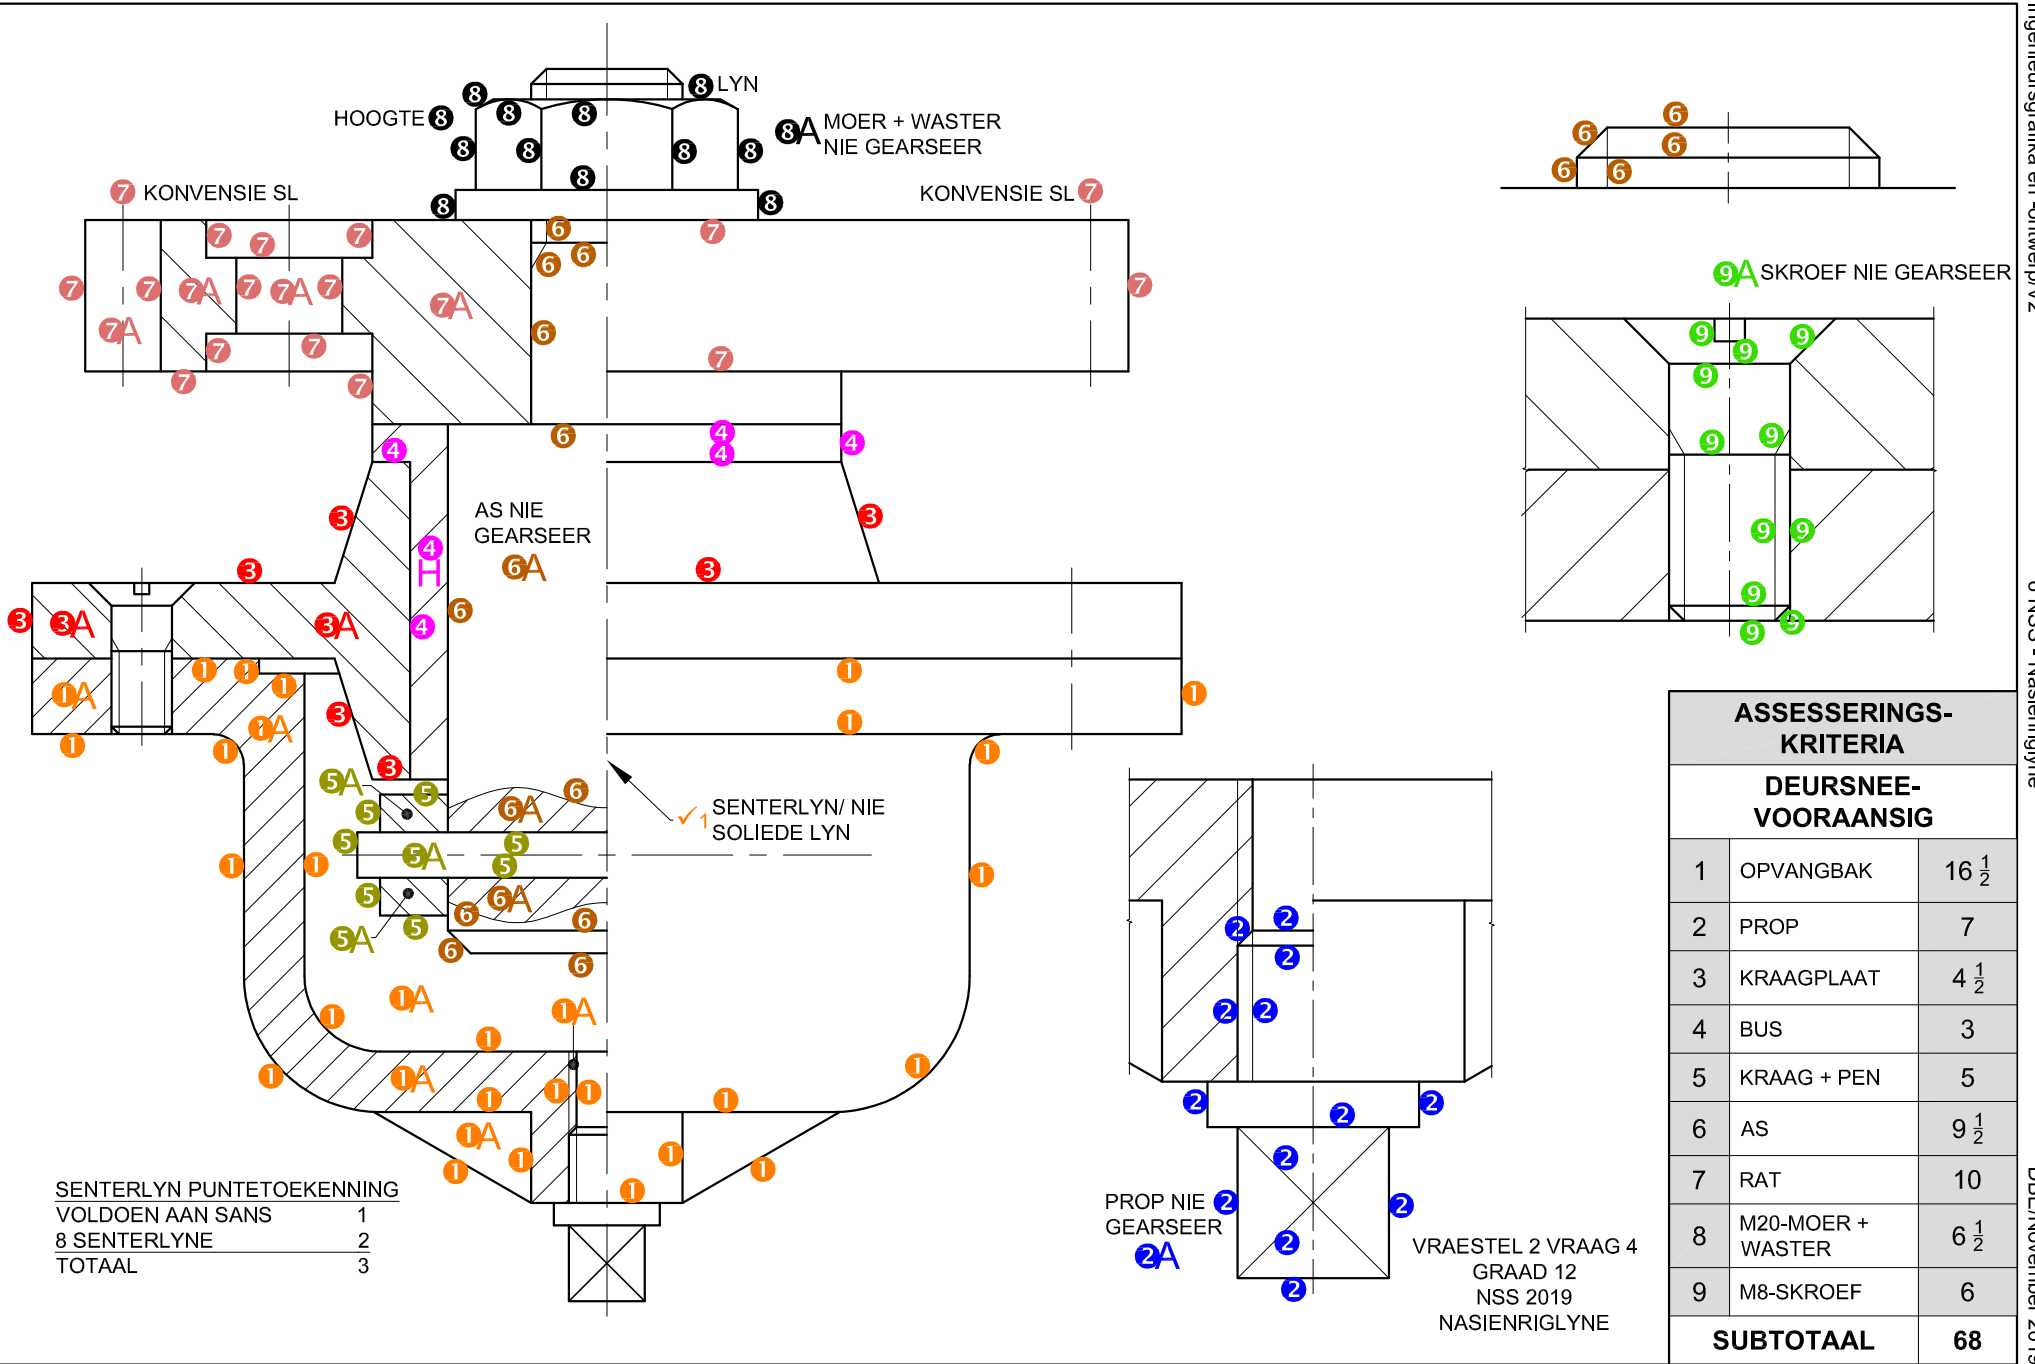 LYN
HOOGTE
MOER + WASTER
NIE GEARSEER
KONVENSIE SL
KONVENSIE SL
SKROEF NIE GEARSEER
AS NIE
GEARSEER
SENTERLYN/ NIE
SOLIEDE LYN
PROP NIE
GEARSEER
SENTERLYN PUNTETOEKENNING
VOLDOEN AAN SANS 1
8 SENTERLYNE 2
TOTAAL 3
VRAESTEL 2 VRAAG 4
GRAAD 12
NSS 2019
NASIENRIGLYNE
ASSESSERINGS-
KRITERIA
DEURSNEE-
VOORAANSIG
1 OPVANGBAK 16 1/2
2 PROP 7
3 KRAAGPLAAT 4 1/2
4 BUS 3
5 KRAAG + PEN 5
6 AS 9 1/2
7 RAT 10
8 M20-MOER + WASTER 6 1/2
9 M8-SKROEF 6
SUBTOTAAL 68